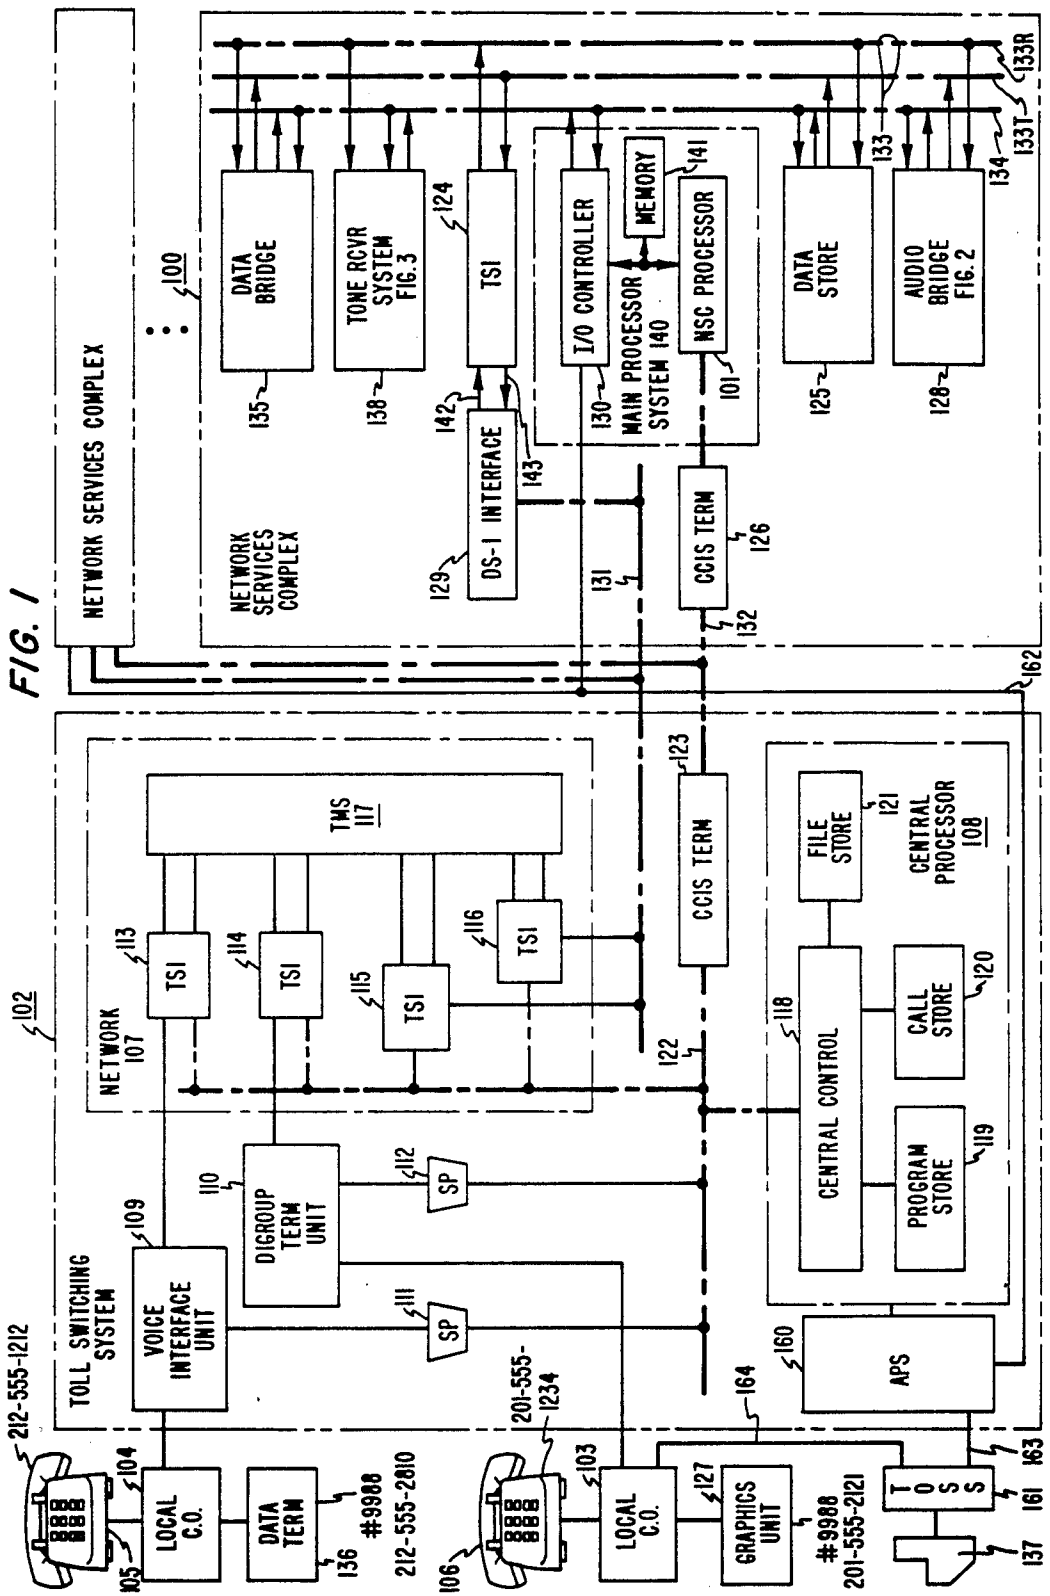 FIG. 1
102
TOLL SWITCHING
SYSTEM
212-555-1212
105
104
LOCAL
C.O.
DATA
TERM
136
#9988
212-555-2810
109
VOICE
INTERFACE
UNIT
110
DIGROUP
TERM
UNIT
111
SP
112
SP
NETWORK
107
113
TSI
114
TSI
115
TSI
116
TSI
TMS
117
106
201-555-
1234
103
LOCAL
C.O.
127
GRAPHICS
UNIT
#9988
201-555-2121
164
122
CCIS TERM
123
118
CENTRAL CONTROL
PROGRAM
STORE
119
CALL
STORE
120
FILE
STORE
121
CENTRAL
PROCESSOR
108
160
APS
163
TOSS
161
137
162
NETWORK SERVICES COMPLEX
100
NETWORK
SERVICES
COMPLEX
DATA
BRIDGE
135
TONE RCVR
SYSTEM
FIG. 3
138
124
TSI
142
143
129
DS-1 INTERFACE
131
I/O CONTROLLER
130
MEMORY
141
MAIN PROCESSOR
SYSTEM 140
NSC PROCESSOR
101
CCIS TERM
126
132
DATA
STORE
125
AUDIO
BRIDGE
FIG. 2
128
133
133R
133T
134